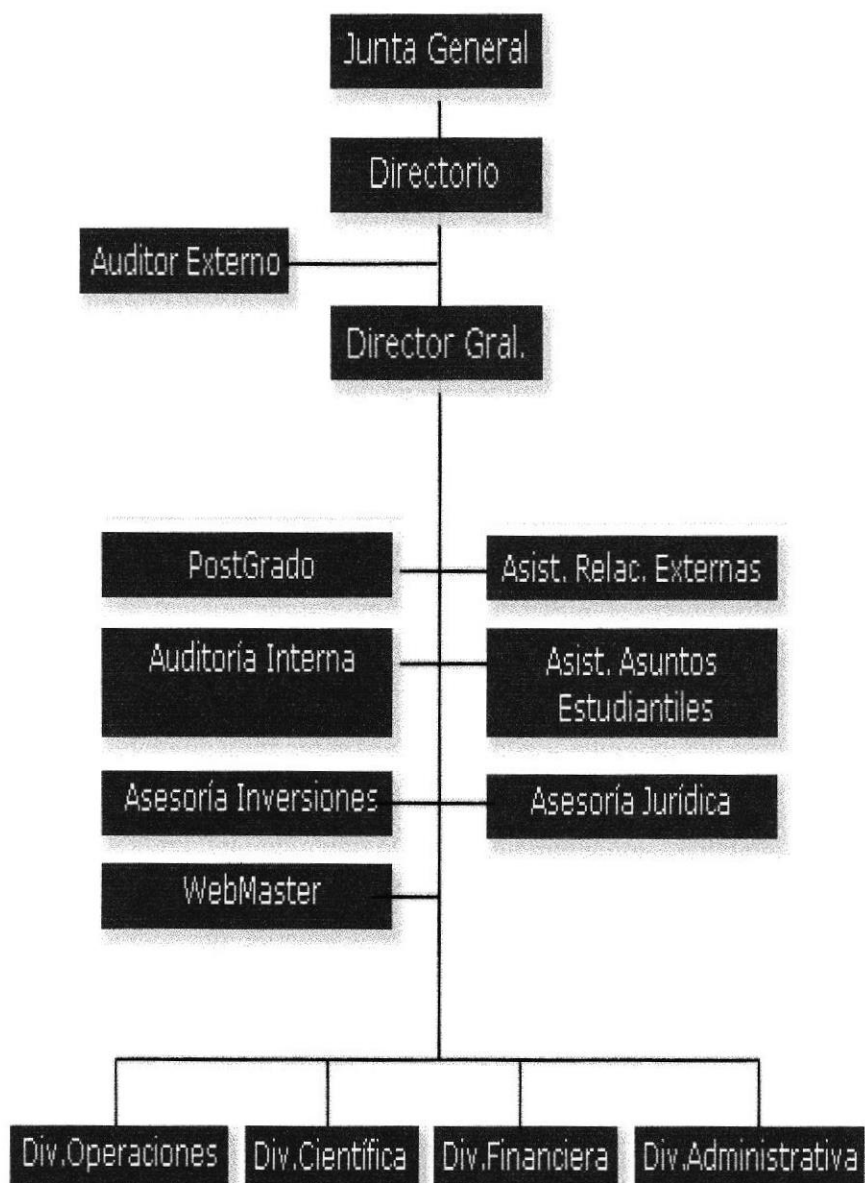 Junta General
Directorio
Auditor Externo
Director Gral.
PostGrado
Asist. Relac. Externas
Auditoría Interna
Asist. Asuntos
Estudiantiles
Asesoría Inversiones
Asesoría Jurídica
WebMaster
Div.Operaciones
Div.Científica
Div.Financiera
Div.Administrativa